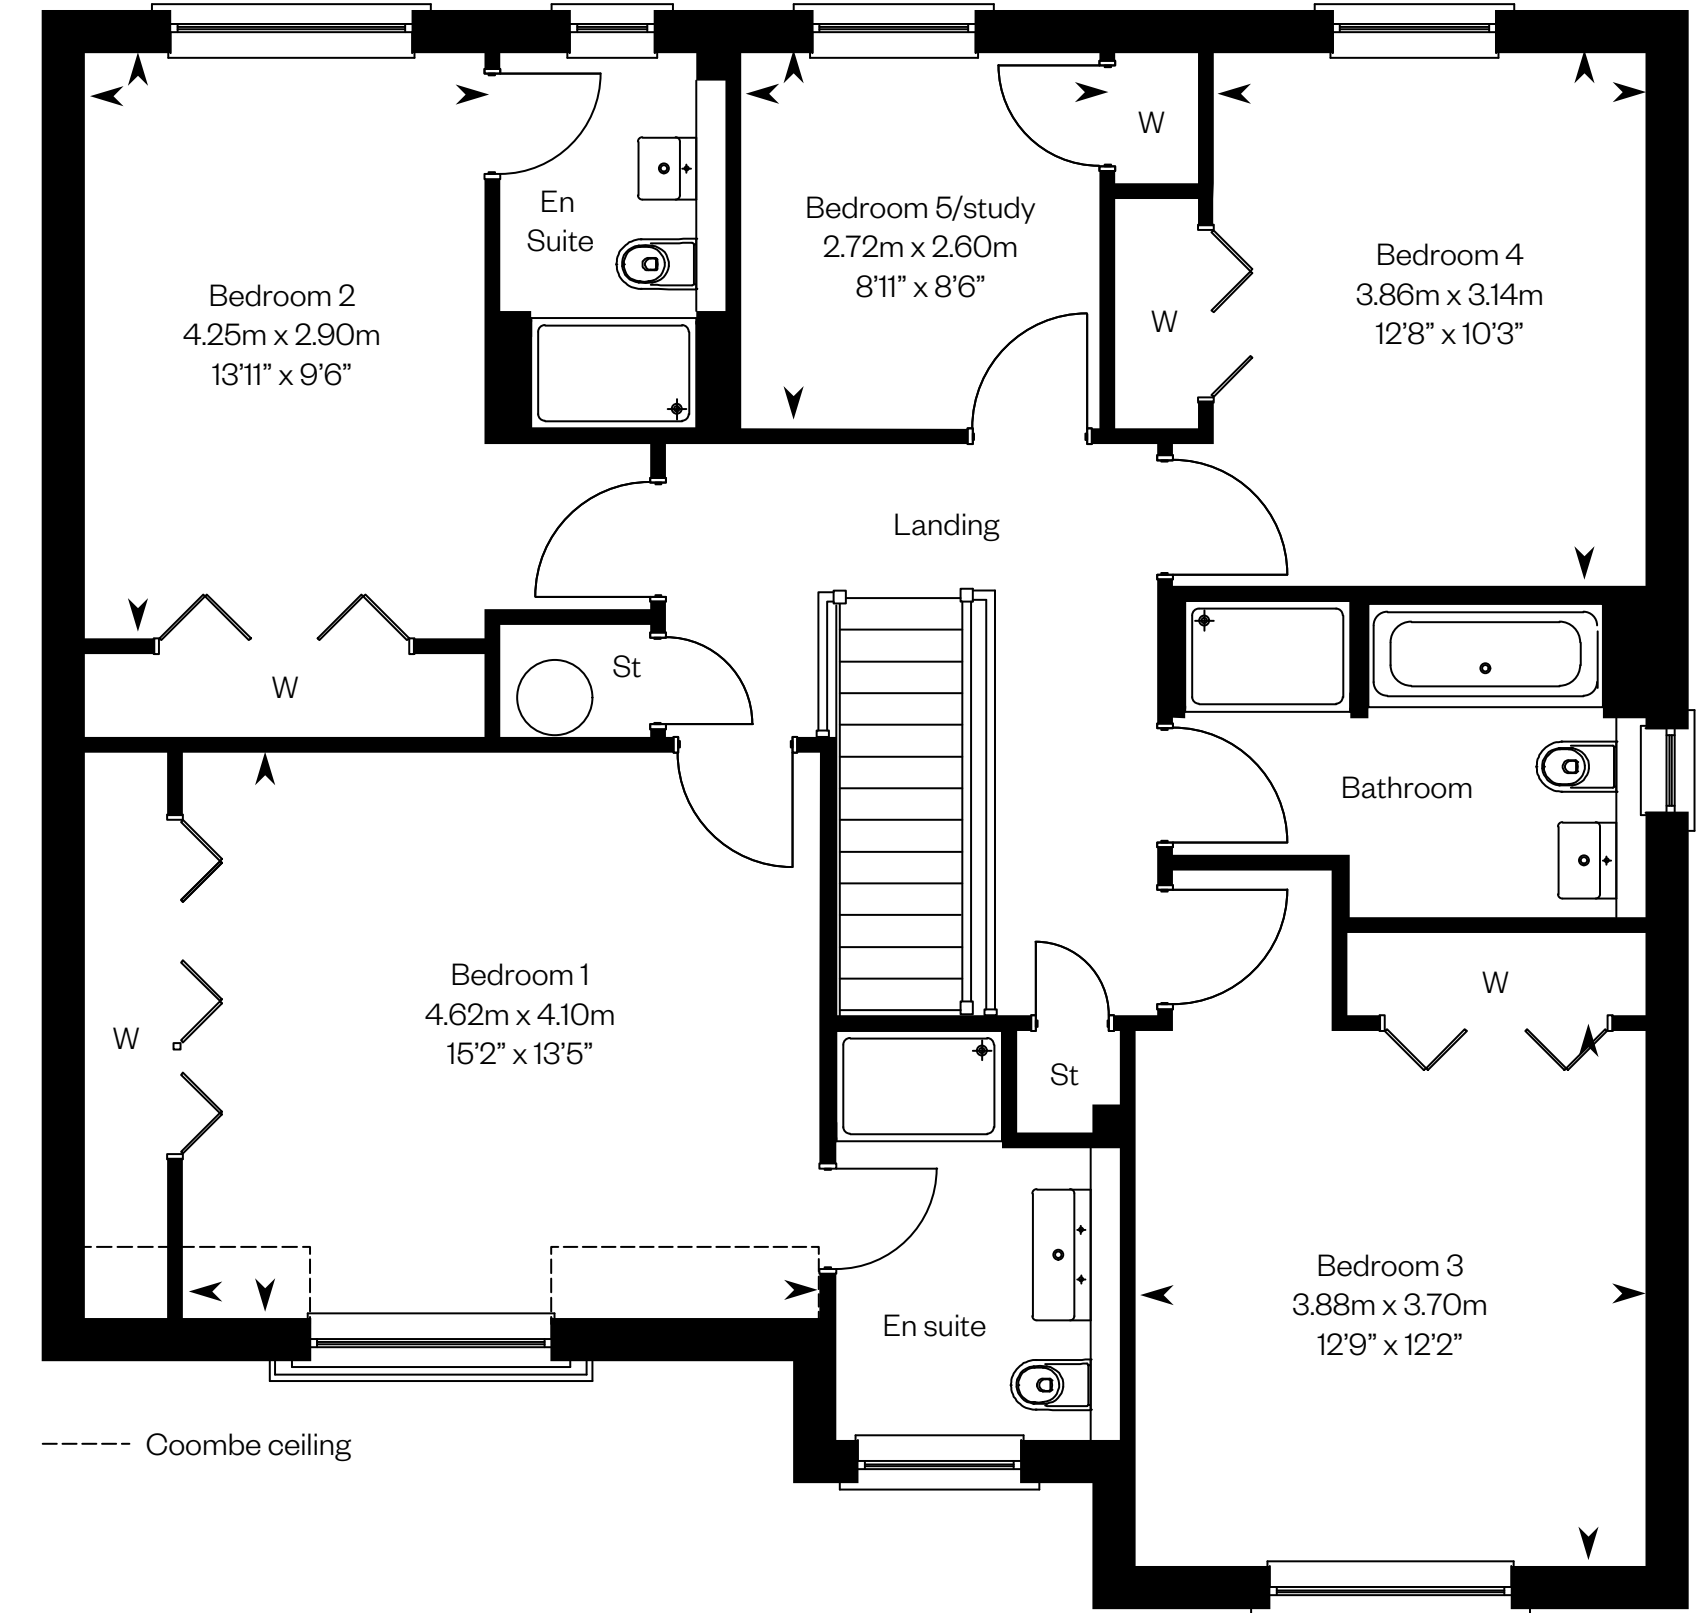 W
En
Suite
Bedroom 5/study
2.72m x 2.60m
8’11” x 8’6”
Bedroom 4
3.86m x 3.14m
12’8” x 10’3”
Bedroom 2
4.25m x 2.90m
13’11” x 9’6”
W
Landing
St
W
Bathroom
Bedroom 1
4.62m x 4.10m
15’2” x 13’5”
W
W
St
Bedroom 3
3.88m x 3.70m
12’9” x 12’2”
En suite
Coombe ceiling